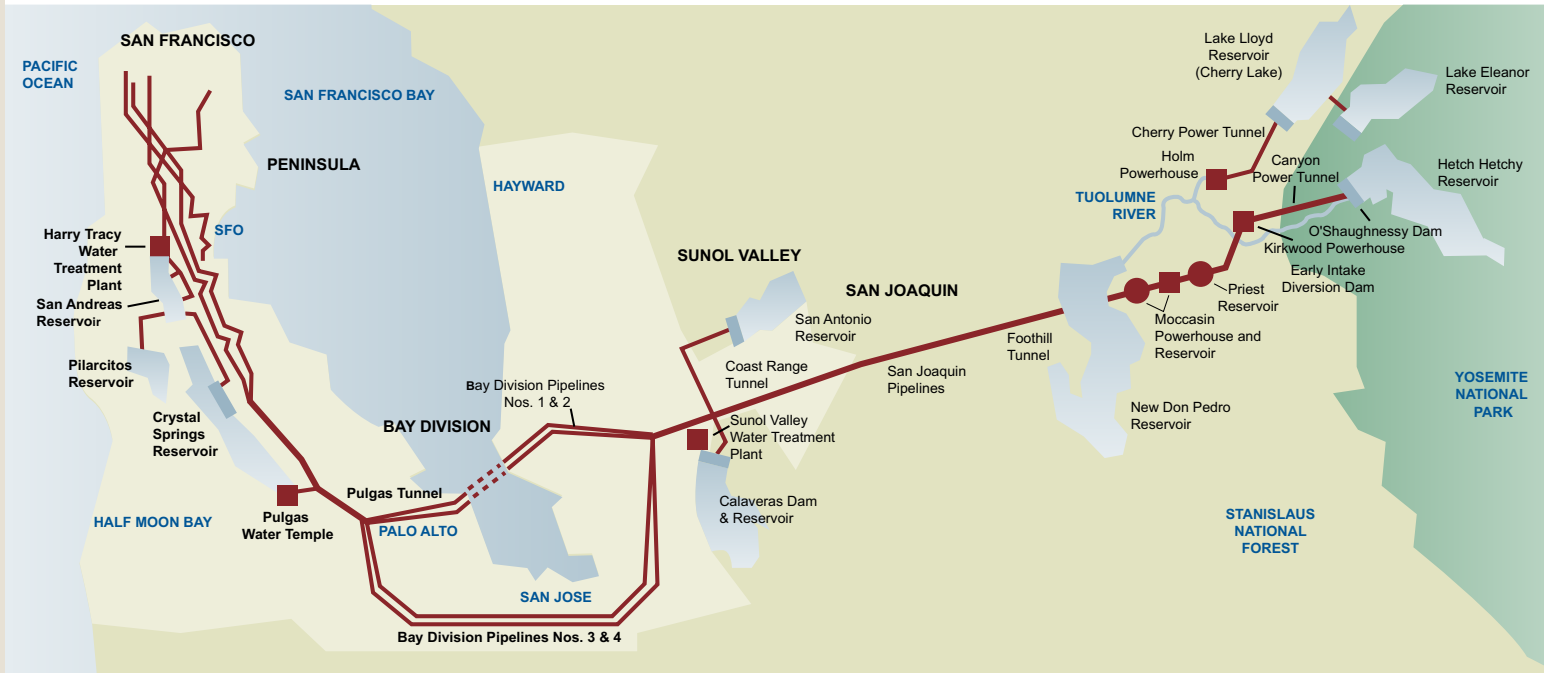 SAN FRANCISCO
PACIFIC
OCEAN
SAN FRANCISCO BAY
PENINSULA
HAYWARD
SFO
Harry Tracy
Water
Treatment
Plant
San Andreas
Reservoir
Pilarcitos
Reservoir
Crystal
Springs
Reservoir
HALF MOON BAY
Pulgas
Water Temple
Pulgas Tunnel
PALO ALTO
BAY DIVISION
Bay Division Pipelines
Nos. 1 & 2
SAN JOSE
Bay Division Pipelines Nos. 3 & 4
SUNOL VALLEY
San Antonio
Reservoir
Coast Range
Tunnel
Sunol Valley
Water Treatment
Plant
Calaveras Dam
& Reservoir
SAN JOAQUIN
San Joaquin
Pipelines
Foothill
Tunnel
New Don Pedro
Reservoir
Moccasin
Powerhouse and
Reservoir
Priest
Reservoir
TUOLUMNE
RIVER
Lake Lloyd
Reservoir
(Cherry Lake)
Lake Eleanor
Reservoir
Cherry Power Tunnel
Holm
Powerhouse
Canyon
Power Tunnel
Hetch Hetchy
Reservoir
O'Shaughnessy Dam
Kirkwood Powerhouse
Early Intake
Diversion Dam
YOSEMITE
NATIONAL
PARK
STANISLAUS
NATIONAL
FOREST